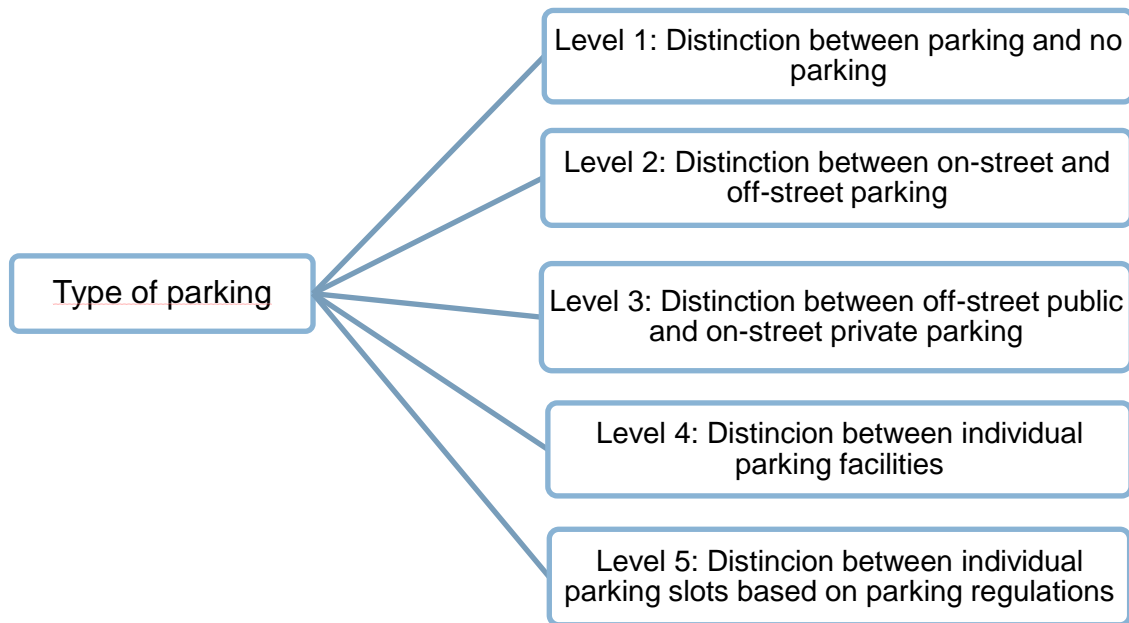 Level 1: Distinction between parking and no
parking
Level 2: Distinction between on-street and
off-street parking
Type of parking
Level 3: Distinction between off-street public
and on-street private parking
Level 4: Distincion between individual
parking facilities
Level 5: Distincion between individual
parking slots based on parking regulations